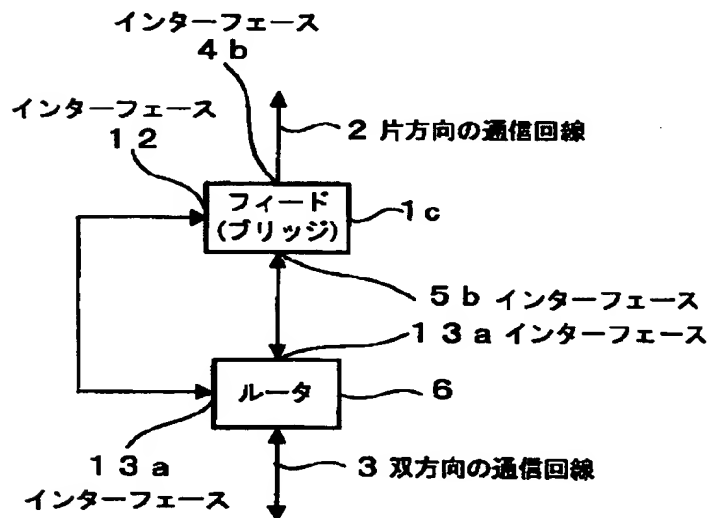 インターフェース
4b
インターフェース
12
2 片方向の通信回線
フィード
(ブリッジ)
1c
5b インターフェース
13a インターフェース
ルータ
6
13a
インターフェース
3 双方向の通信回線